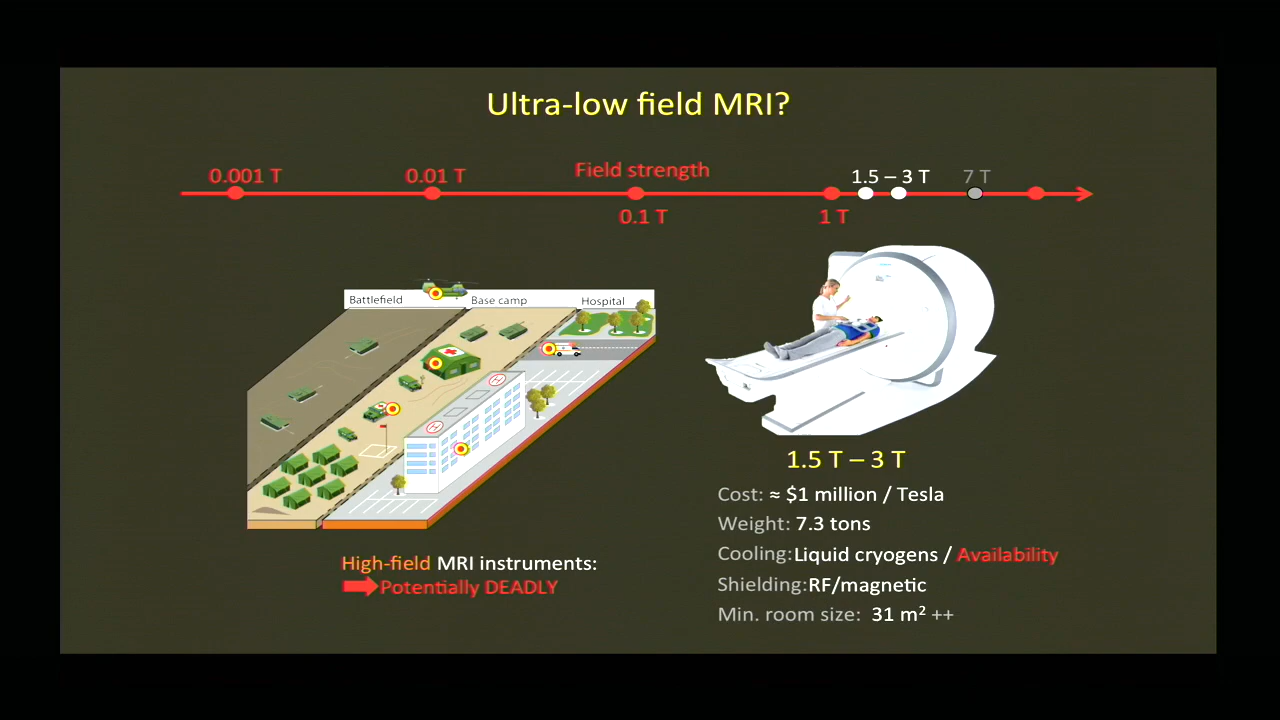 Ultra-low field MRI?
0.001 T
0.01 T
Field strength
1.5 – 3 T
7 T
0.1 T
1 T
Battlefield
Base camp
Hospital
H
H
1.5 T – 3 T
Cost: ≈ $1 million / Tesla
Weight: 7.3 tons
Cooling: Liquid cryogens / Availability
Shielding: RF/magnetic
Min. room size: 31 m² ++
High-field MRI instruments:
Potentially DEADLY